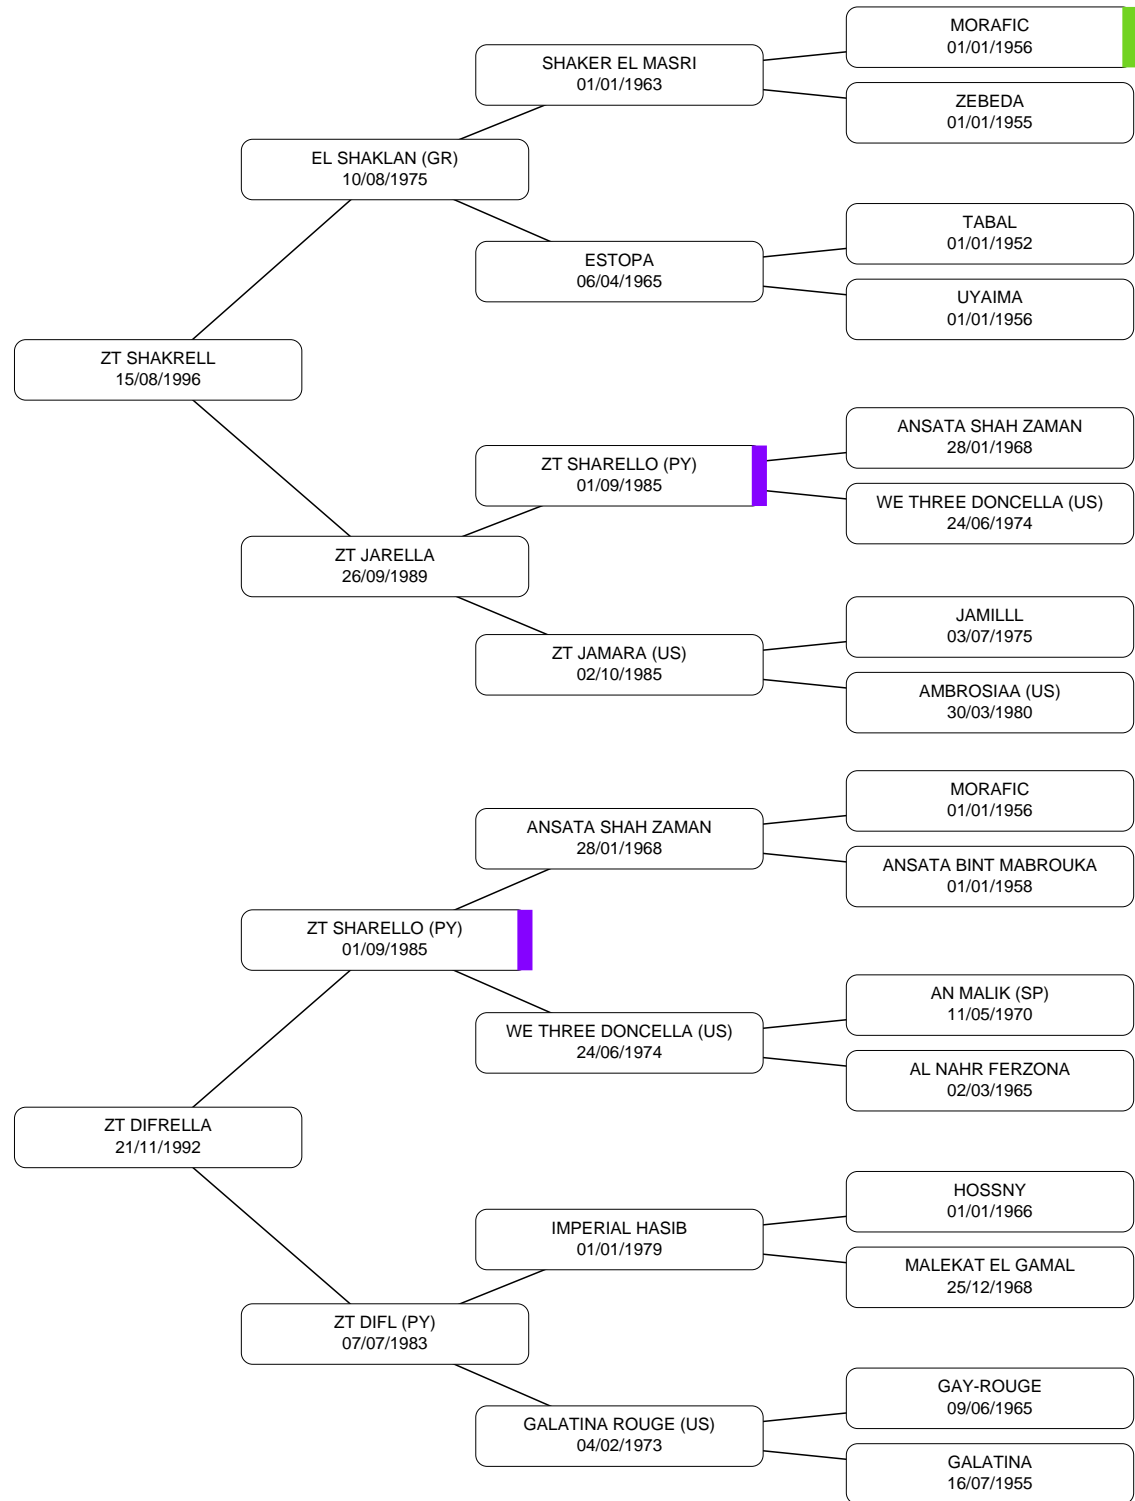 MORAFIC
01/01/1956
SHAKER EL MASRI
01/01/1963
ZEBEDA
01/01/1955
EL SHAKLAN (GR)
10/08/1975
TABAL
01/01/1952
ESTOPA
06/04/1965
UYAIMA
01/01/1956
ZT SHAKRELL
15/08/1996
ANSATA SHAH ZAMAN
28/01/1968
ZT SHARELLO (PY)
01/09/1985
WE THREE DONCELLA (US)
24/06/1974
ZT JARELLA
26/09/1989
JAMILLL
03/07/1975
ZT JAMARA (US)
02/10/1985
AMBROSIAA (US)
30/03/1980
MORAFIC
01/01/1956
ANSATA SHAH ZAMAN
28/01/1968
ANSATA BINT MABROUKA
01/01/1958
ZT SHARELLO (PY)
01/09/1985
AN MALIK (SP)
11/05/1970
WE THREE DONCELLA (US)
24/06/1974
AL NAHR FERZONA
02/03/1965
ZT DIFRELLA
21/11/1992
HOSSNY
01/01/1966
IMPERIAL HASIB
01/01/1979
MALEKAT EL GAMAL
25/12/1968
ZT DIFL (PY)
07/07/1983
GAY-ROUGE
09/06/1965
GALATINA ROUGE (US)
04/02/1973
GALATINA
16/07/1955